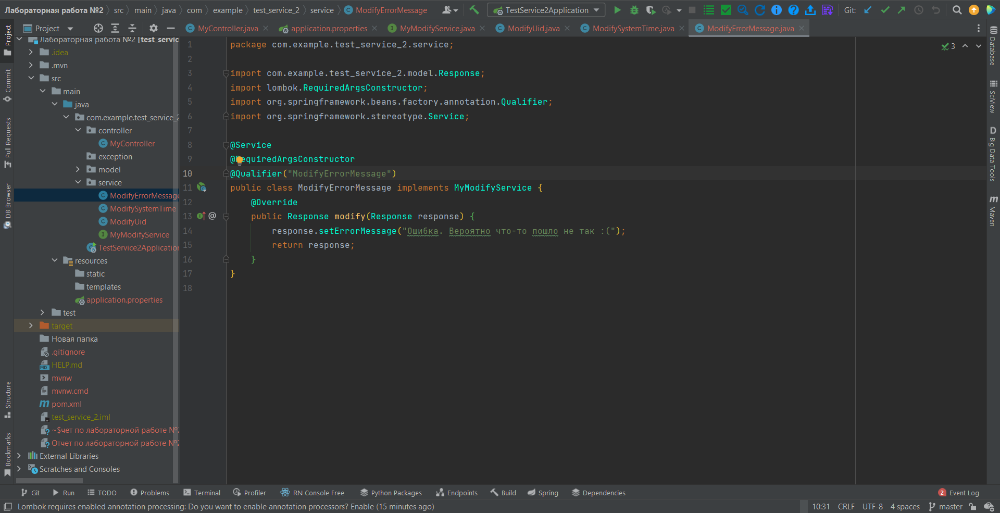 Лабораторная работа №2 src main java com example test_service_2 service ModifyErrorMessage TestService2Application Git:
Project MyController.java application.properties MyModifyService.java ModifyUid.java ModifySystemTime.java ModifyErrorMessage.java
Project
Commit
Pull Requests
DB Browser
Structure
Bookmarks
Лабораторная работа №2 [test_servic
.idea
.mvn
src
main
java
com.example.test_service_2
controller
MyController
exception
model
service
ModifyErrorMessage
ModifySystemTime
ModifyUid
MyModifyService
TestService2Application
resources
static
templates
application.properties
test
target
Новая папка
.gitignore
HELP.md
mvnw
mvnw.cmd
pom.xml
test_service_2.iml
~$чет по лабораторной работе №2
Отчет по лабораторной работе №2
External Libraries
Scratches and Consoles
1 package com.example.test_service_2.service;
2
3 import com.example.test_service_2.model.Response;
4 import lombok.RequiredArgsConstructor;
5 import org.springframework.beans.factory.annotation.Qualifier;
6 import org.springframework.stereotype.Service;
7
8 @Service
9 @RequiredArgsConstructor
10 @Qualifier("ModifyErrorMessage")
11 public class ModifyErrorMessage implements MyModifyService {
12 @Override
13 @ public Response modify(Response response) {
14 response.setErrorMessage("Ошибка. Вероятно что-то пошло не так :(");
15 return response;
16 }
17 }
18
3
Database
SciView
D Big Data Tools
m Maven
Git Run TODO Problems Terminal Profiler RN Console Free Python Packages Endpoints Build Spring Dependencies 2 Event Log
Lombok requires enabled annotation processing: Do you want to enable annotation processors? Enable (15 minutes ago) 10:31 CRLF UTF-8 4 spaces master